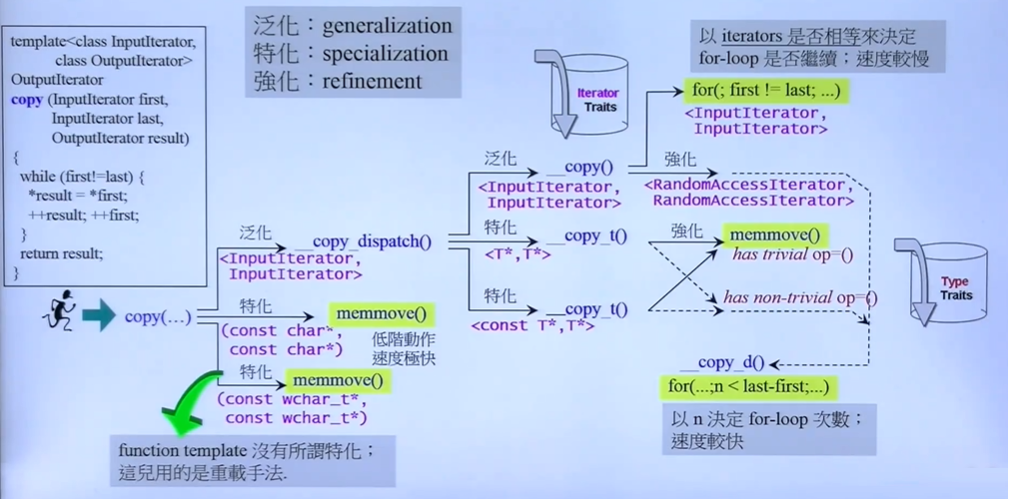 template<class InputIterator,
class OutputIterator>
OutputIterator
copy (InputIterator first,
InputIterator last,
OutputIterator result)
{
while (first!=last) {
*result = *first;
++result; ++first;
}
return result;
}
泛化：generalization
特化：specialization
強化：refinement
Iterator
Traits
以 iterators 是否相等來決定
for-loop 是否繼續；速度較慢
for(; first != last; ...)
<InputIterator,
InputIterator>
copy(…)
泛化
__copy_dispatch()
<InputIterator,
InputIterator>
特化
memmove()
(const char*,
const char*)
低階動作
速度極快
特化
memmove()
(const wchar_t*,
const wchar_t*)
function template 沒有所謂特化；
這兒用的是重載手法.
泛化
__copy()
<InputIterator,
InputIterator>
強化
<RandomAccessIterator,
RandomAccessIterator>
特化
__copy_t()
<T*,T*>
強化
memmove()
has trivial op=()
特化
__copy_t()
<const T*,T*>
has non-trivial op=()
Type
Traits
__copy_d()
for(...;n < last-first;...)
以 n 決定 for-loop 次數；
速度較快